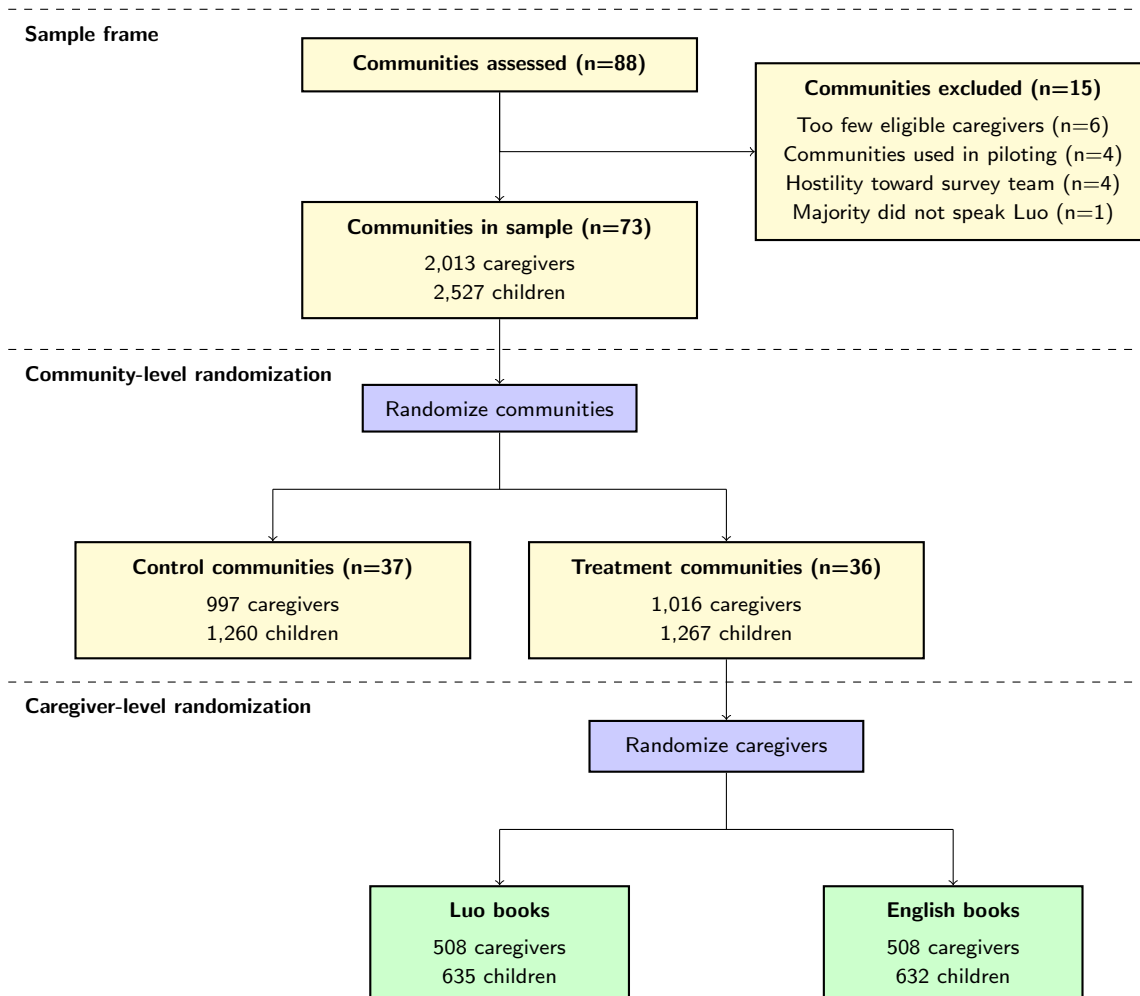 Sample frame
Communities assessed (n=88)
Communities excluded (n=15)
Too few eligible caregivers (n=6)
Communities used in piloting (n=4)
Hostility toward survey team (n=4)
Majority did not speak Luo (n=1)
Communities in sample (n=73)
2,013 caregivers
2,527 children
Community-level randomization
Randomize communities
Control communities (n=37)
997 caregivers
1,260 children
Treatment communities (n=36)
1,016 caregivers
1,267 children
Caregiver-level randomization
Randomize caregivers
Luo books
508 caregivers
635 children
English books
508 caregivers
632 children